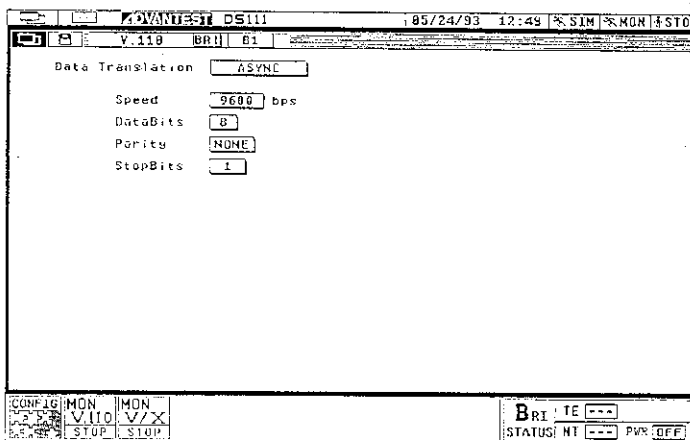 ADVANTEST DS111 05/24/93 12:49 SIM MON STO
V.110 BRI B1
Data Translation ASYNC
Speed 9600 bps
DataBits 8
Parity NONE
StopBits 1
CONFIG MON V.110 STOP MON V/X STOP
BRI STATUS TE --- NT --- PWR OFF